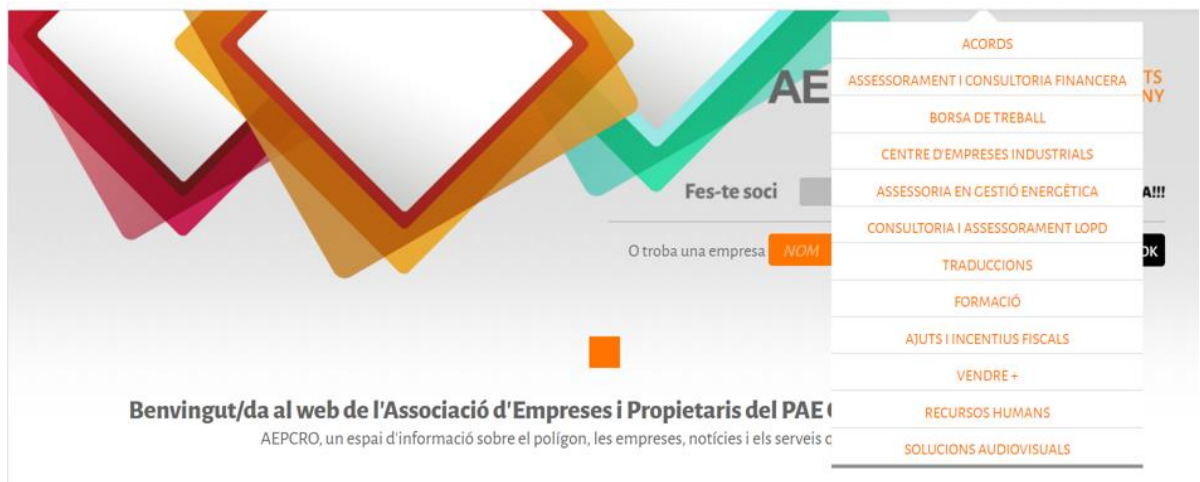 ACORDS
ASSESSORAMENT I CONSULTORIA FINANCERA
BORSA DE TREBALL
CENTRE D'EMPRESES INDUSTRIALS
ASSESSORIA EN GESTIÓ ENERGÈTICA
CONSULTORIA I ASSESSORAMENT LOPD
TRADUCCIONS
FORMACIÓ
AJUTS I INCENTIUS FISCALS
VENDRE +
RECURSOS HUMANS
SOLUCIONS AUDIOVISUALS
AE
TS
NY
Fes-te soci
A!!!
O troba una empresa NOM OK
Benvingut/da al web de l'Associació d'Empreses i Propietaris del PAE
AEPCRO, un espai d'informació sobre el polígon, les empreses, notícies i els serveis